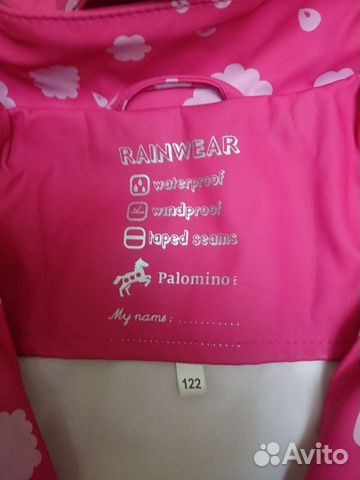 RAINWEAR
waterproof
windproof
taped seams
Palomino
My name: ..........
122
Avito